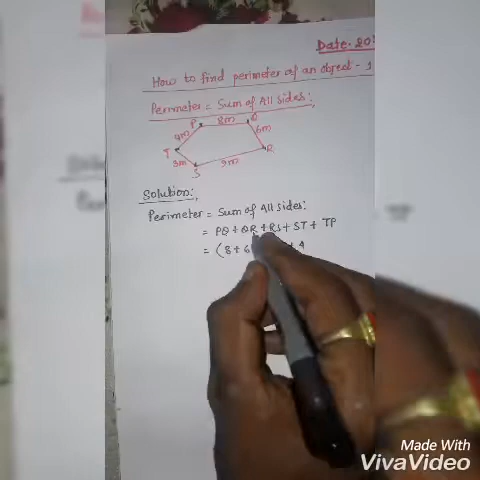 Date- 20
How to find perimeter of an object - 1
Perimeter = Sum of All sides:
P 8m Q
4m 6m
T R
3m 9m
S
Solution:
Perimeter = Sum of All sides:
= PQ + QR + RS + ST + TP
= (8 + 6 + 4
Made With
VivaVideo